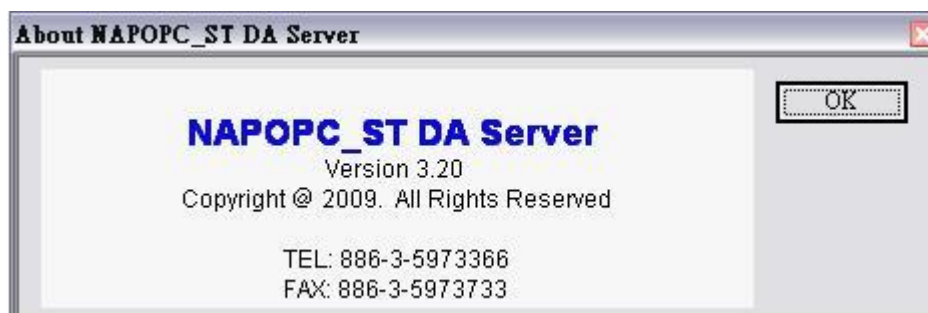 About NAPOPC_ST DA Server
OK
NAPOPC_ST DA Server
Version 3.20
Copyright @ 2009.  All Rights Reserved
TEL: 886-3-5973366
FAX: 886-3-5973733